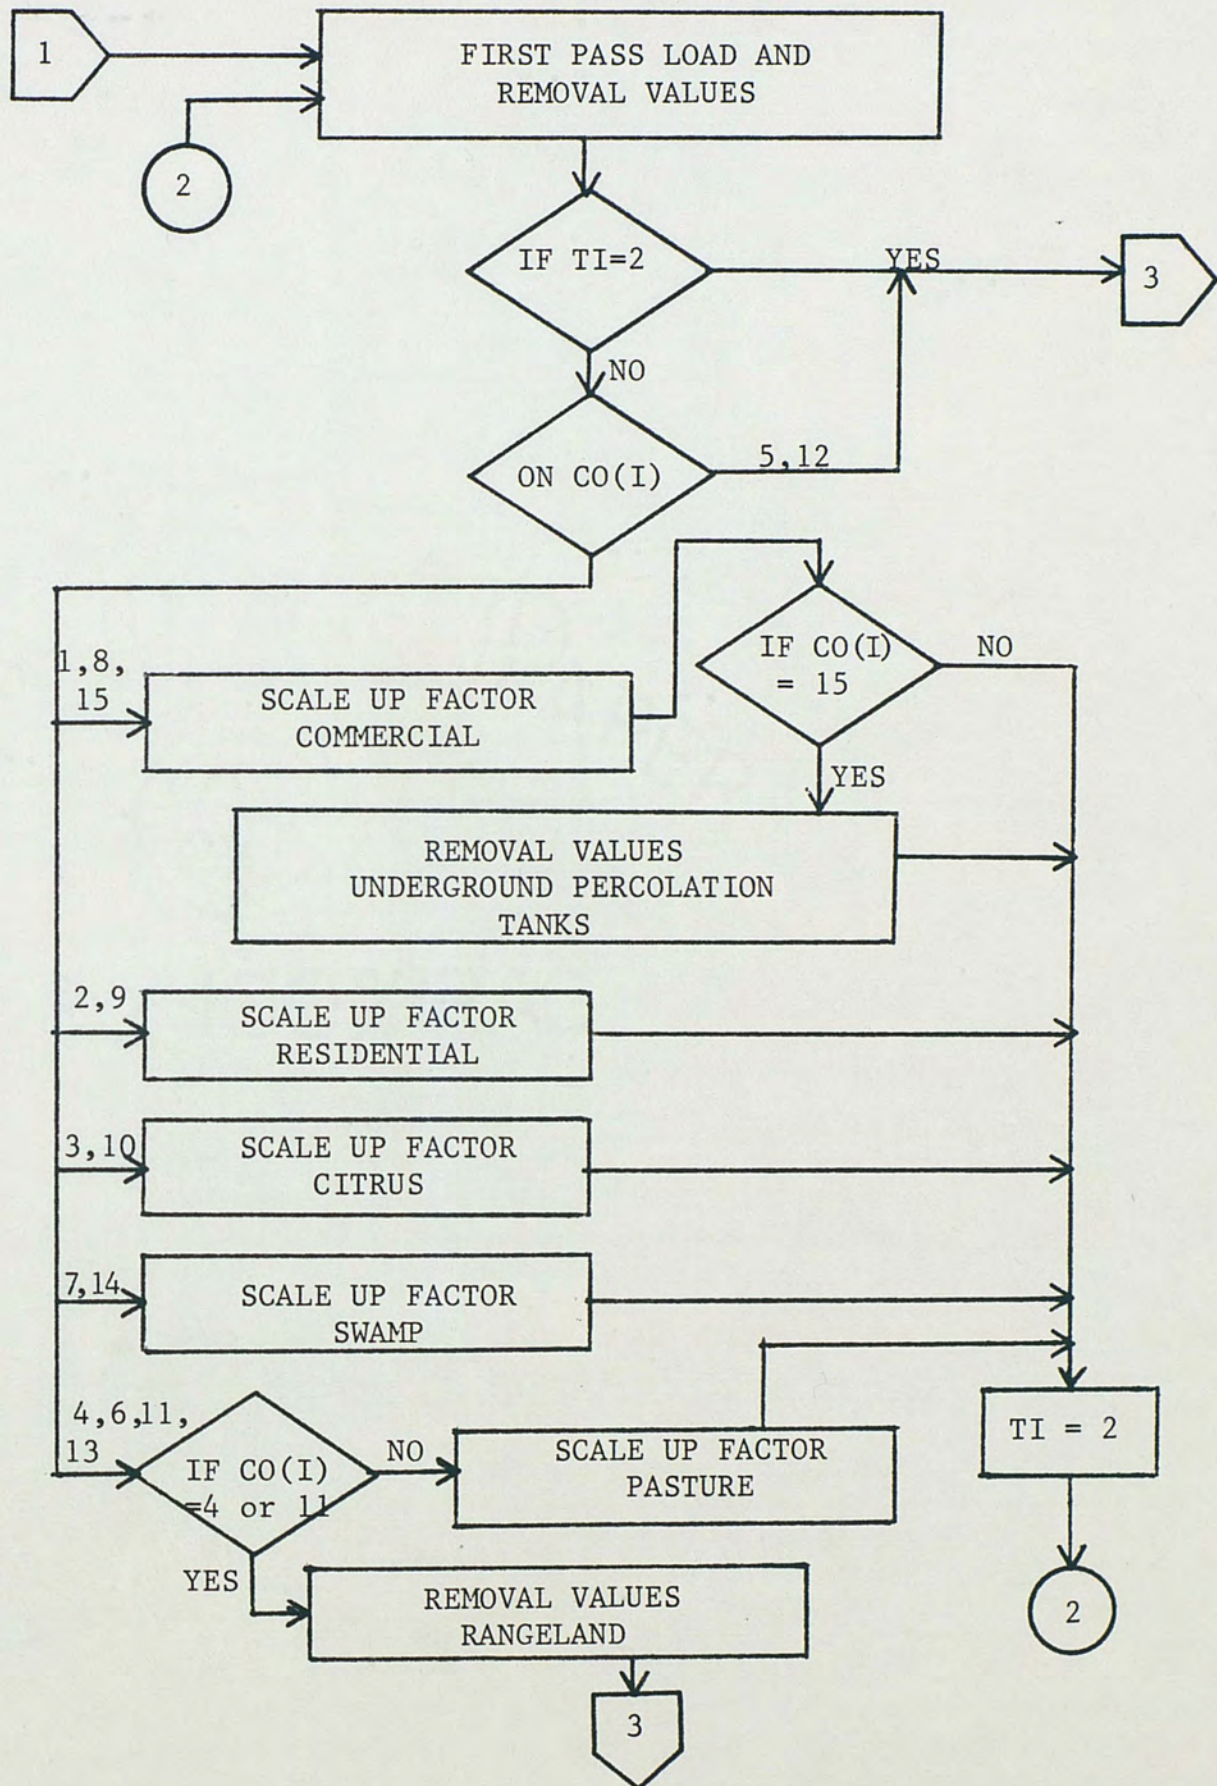 1
FIRST PASS LOAD AND
REMOVAL VALUES
2
IF TI=2
YES
3
NO
ON CO(I)
5,12
IF CO(I)
= 15
NO
1,8,
15
SCALE UP FACTOR
COMMERCIAL
YES
REMOVAL VALUES
UNDERGROUND PERCOLATION
TANKS
2,9
SCALE UP FACTOR
RESIDENTIAL
3,10
SCALE UP FACTOR
CITRUS
7,14
SCALE UP FACTOR
SWAMP
4,6,11,
13
IF CO(I)
=4 or 11
NO
SCALE UP FACTOR
PASTURE
TI = 2
YES
REMOVAL VALUES
RANGELAND
2
3